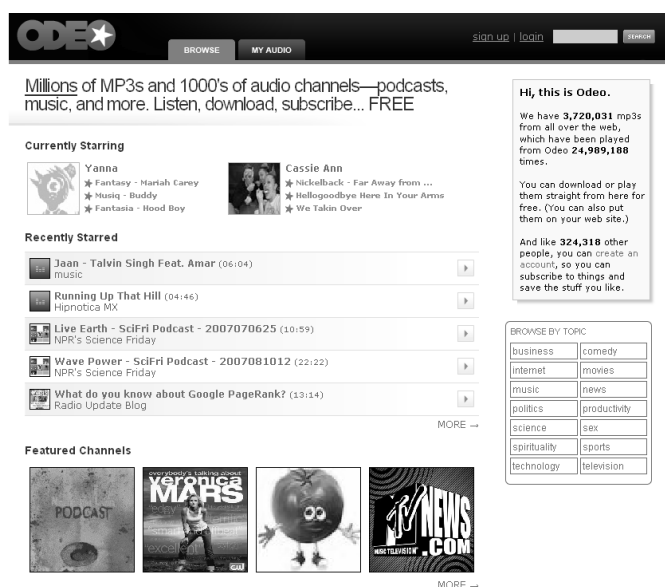 ODEO
BROWSE
MY AUDIO
sign up | login
SEARCH
Millions of MP3s and 1000's of audio channels—podcasts,
music, and more. Listen, download, subscribe... FREE
Currently Starring
Yanna
Fantasy - Mariah Carey
Musiq - Buddy
Fantasia - Hood Boy
Cassie Ann
Nickelback - Far Away from ...
Hellogoodbye Here In Your Arms
We Takin Over
Recently Starred
Jaan - Talvin Singh Feat. Amar (06:04)
music
Running Up That Hill (04:46)
Hipnotica MX
Live Earth - SciFri Podcast - 2007070625 (10:59)
NPR's Science Friday
Wave Power - SciFri Podcast - 2007081012 (22:22)
NPR's Science Friday
What do you know about Google PageRank? (13:14)
Radio Update Blog
MORE →
Featured Channels
PODCAST
everybody's talking about
veronica
MARS
excellent
CW
MUSIC TELEVISION
NEWS
.COM
MORE →
Hi, this is Odeo.
We have 3,720,031 mp3s
from all over the web,
which have been played
from Odeo 24,989,188
times.
You can download or play
them straight from here for
free. (You can also put
them on your web site.)
And like 324,318 other
people, you can create an
account, so you can
subscribe to things and
save the stuff you like.
BROWSE BY TOPIC
business
comedy
internet
movies
music
news
politics
productivity
science
sex
spirituality
sports
technology
television